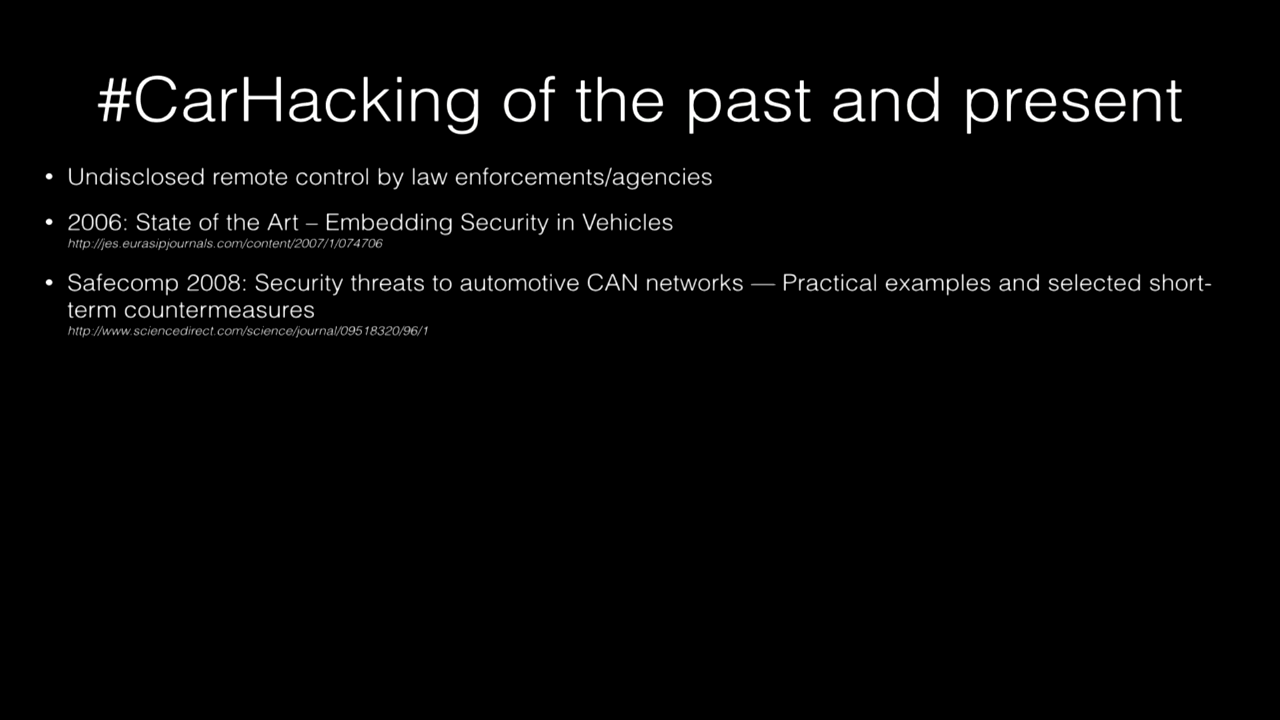 #CarHacking of the past and present
• Undisclosed remote control by law enforcements/agencies
• 2006: State of the Art – Embedding Security in Vehicles
http://jes.eurasipjournals.com/content/2007/1/074706
• Safecomp 2008: Security threats to automotive CAN networks — Practical examples and selected short-
term countermeasures
http://www.sciencedirect.com/science/journal/09518320/96/1